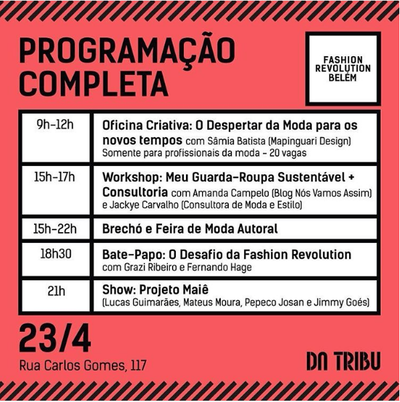 PROGRAMAÇÃO
COMPLETA
FASHION
REVOLUTION
BELÉM
9h-12h
Oficina Criativa: O Despertar da Moda para os
novos tempos com Sâmia Batista (Mapinguari Design)
Somente para profissionais da moda - 20 vagas
15h-17h
Workshop: Meu Guarda-Roupa Sustentável +
Consultoria com Amanda Campelo (Blog Nós Vamos Assim)
e Jackye Carvalho (Consultora de Moda e Estilo)
15h-22h
Brechó e Feira de Moda Autoral
18h30
Bate-Papo: O Desafio da Fashion Revolution
com Grazi Ribeiro e Fernando Hage
21h
Show: Projeto Maiê
(Lucas Guimarães, Mateus Moura, Pepeco Josan e Jimmy Goés)
23/4
Rua Carlos Gomes, 117
DA TRIBU